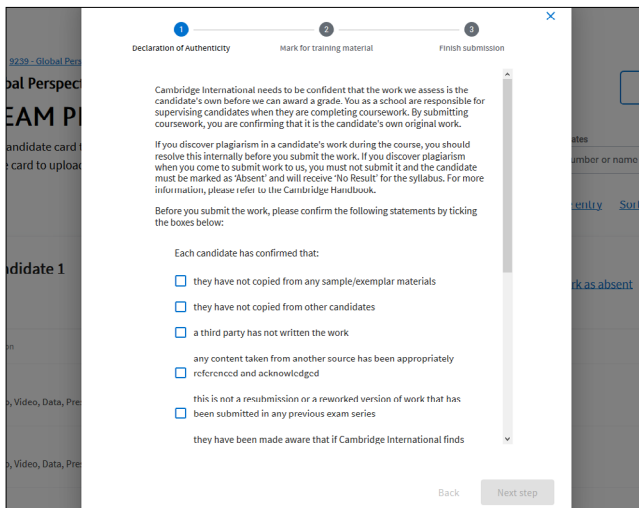 1
2
3
Declaration of Authenticity
Mark for training material
Finish submission
9239 - Global Pers
bal Perspect
EAM P
andidate card t
e card to upload
ndidate 1
on
o, Video, Data, Pres
o, Video, Data, Pres
Cambridge International needs to be confident that the work we assess is the
candidate's own before we can award a grade. You as a school are responsible for
supervising candidates when they are completing coursework. By submitting
coursework, you are confirming that it is the candidate's own original work.
If you discover plagiarism in a candidate's work during the course, you should
resolve this internally before you submit the work. If you discover plagiarism
when you come to submit work to us, you must not submit it and the candidate
must be marked as 'Absent' and will receive 'No Result' for the syllabus. For more
information, please refer to the Cambridge Handbook.
Before you submit the work, please confirm the following statements by ticking
the boxes below:
Each candidate has confirmed that:
they have not copied from any sample/exemplar materials
they have not copied from other candidates
a third party has not written the work
any content taken from another source has been appropriately
referenced and acknowledged
this is not a resubmission or a reworked version of work that has
been submitted in any previous exam series
they have been made aware that if Cambridge International finds
Back
Next step
ates
umber or name
entry
Sort
rk as absent